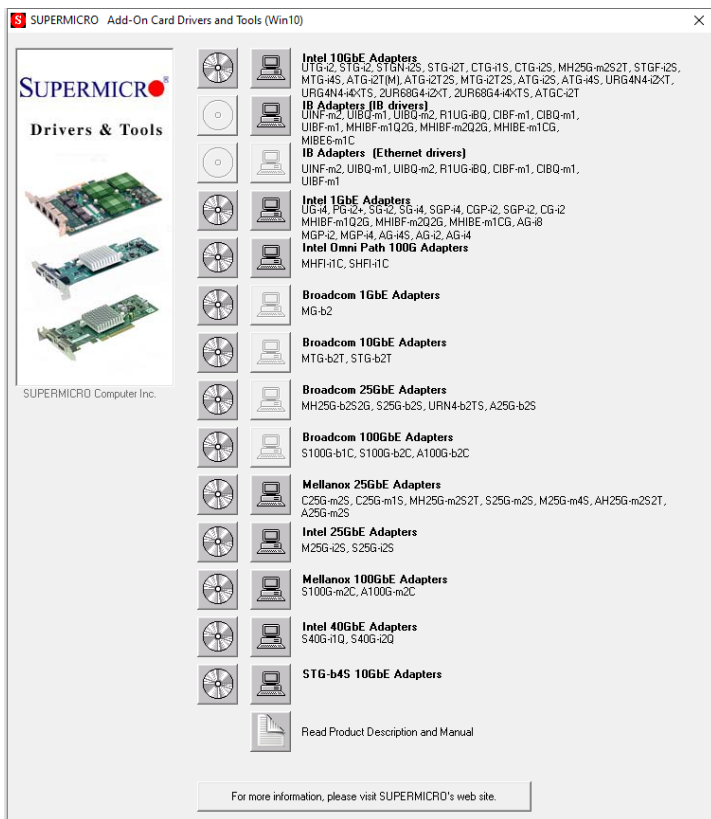 SUPERMICRO Add-On Card Drivers and Tools (Win10)
SUPERMICRO®
Drivers & Tools
SUPERMICRO Computer Inc.
Intel 10GbE Adapters
UTG-i2, STG-i2, STGN-i2S, STG-i2T, CTG-i1S, CTG-i2S, MH25G-m2S2T, STGF-i2S,
MTG-i4S, ATG-i2T(M), ATG-i2T2S, MTG-i2T2S, ATG-i2S, ATG-i4S, URG4N4-i2XT,
URG4N4-i4XTS, 2UR68G4-i2XT, 2UR68G4-i4XTS, ATGC-i2T
IB Adapters (IB drivers)
UINF-m2, UIBQ-m1, UIBQ-m2, R1UG-iBQ, CIBF-m1, CIBQ-m1,
UIBF-m1, MHIBF-m1Q2G, MHIBF-m2Q2G, MHIBE-m1CG,
MIBE6-m1C
IB Adapters (Ethernet drivers)
UINF-m2, UIBQ-m1, UIBQ-m2, R1UG-iBQ, CIBF-m1, CIBQ-m1,
UIBF-m1
Intel 1GbE Adapters
UG-i4, PG-i2+, SG-i2, SG-i4, SGP-i4, CGP-i2, SGP-i2, CG-i2
MHIBF-m1Q2G, MHIBF-m2Q2G, MHIBE-m1CG, AG-i8
MGP-i2, MGP-i4, AG-i4S, AG-i2, AG-i4
Intel Omni Path 100G Adapters
MHFI-i1C, SHFI-i1C
Broadcom 1GbE Adapters
MG-b2
Broadcom 10GbE Adapters
MTG-b2T, STG-b2T
Broadcom 25GbE Adapters
MH25G-b2S2G, S25G-b2S, URN4-b2TS, A25G-b2S
Broadcom 100GbE Adapters
S100G-b1C, S100G-b2C, A100G-b2C
Mellanox 25GbE Adapters
C25G-m2S, C25G-m1S, MH25G-m2S2T, S25G-m2S, M25G-m4S, AH25G-m2S2T,
A25G-m2S
Intel 25GbE Adapters
M25G-i2S, S25G-i2S
Mellanox 100GbE Adapters
S100G-m2C, A100G-m2C
Intel 40GbE Adapters
S40G-i1Q, S40G-i2Q
STG-b4S 10GbE Adapters
Read Product Description and Manual
For more information, please visit SUPERMICRO's web site.